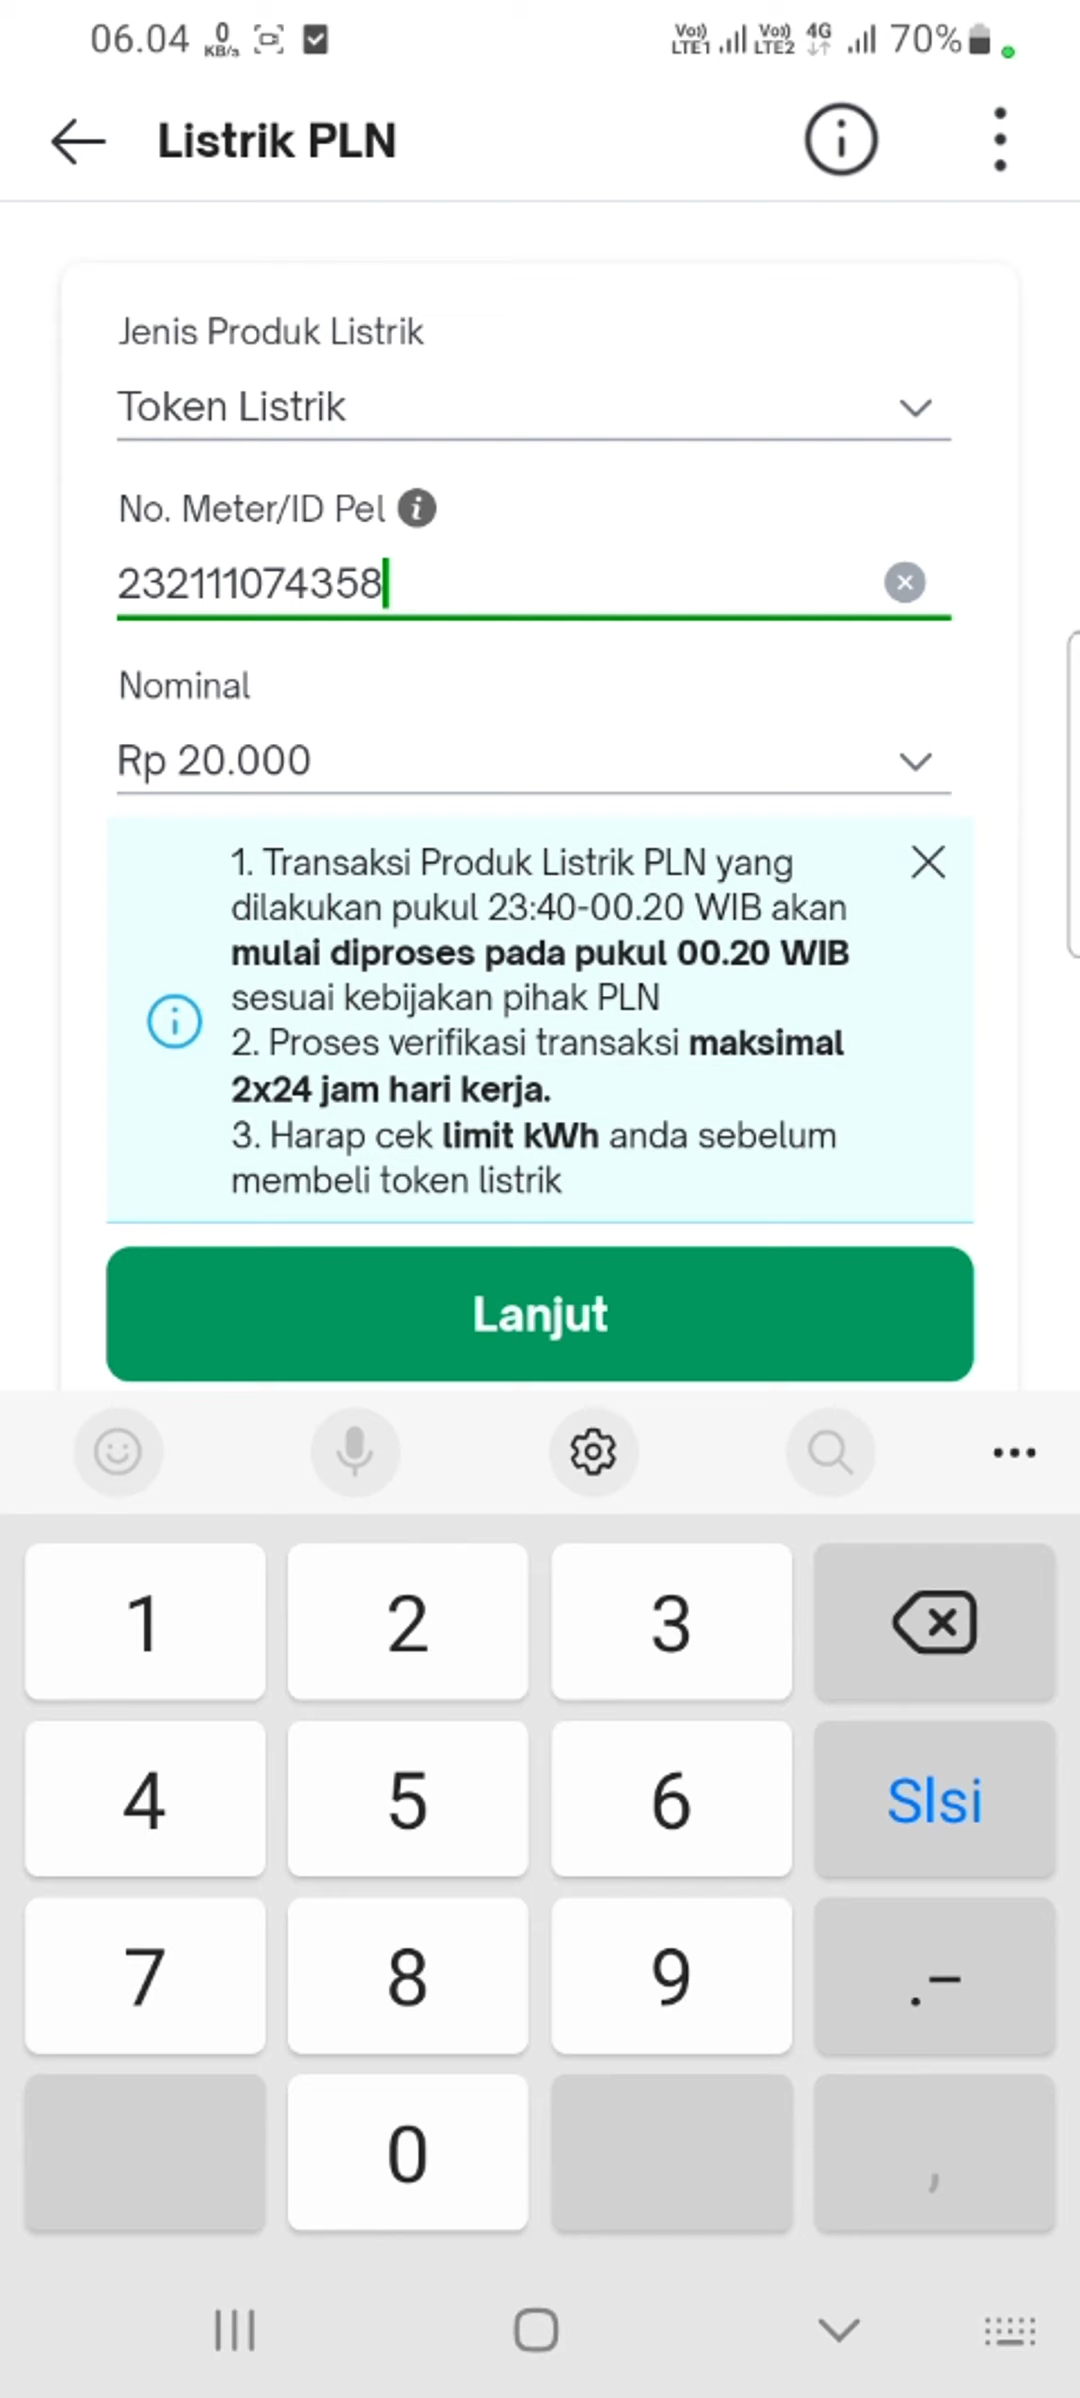 06.04 0 KB/s Vo)) LTE1 Vo)) LTE2 4G 70%
Listrik PLN
Jenis Produk Listrik
Token Listrik
No. Meter/ID Pel
232111074358
Nominal
Rp 20.000
1. Transaksi Produk Listrik PLN yang
dilakukan pukul 23:40-00.20 WIB akan
mulai diproses pada pukul 00.20 WIB
sesuai kebijakan pihak PLN
2. Proses verifikasi transaksi maksimal
2x24 jam hari kerja.
3. Harap cek limit kWh anda sebelum
membeli token listrik
Lanjut
1 2 3
4 5 6 Slsi
7 8 9 .-
0 ,